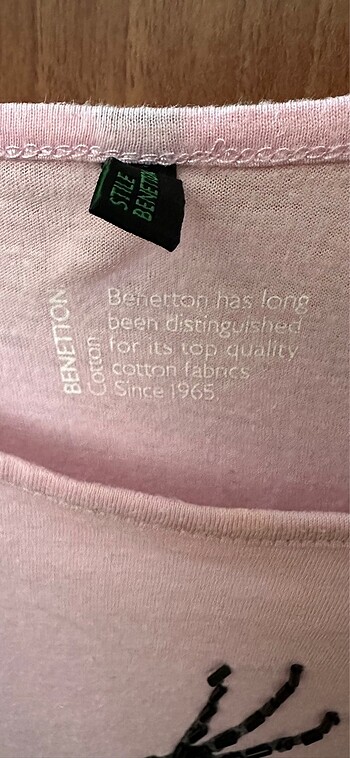 STILE
BENETTON
BENETTON
Cotton
Benetton has long
been distinguished
for its top quality
cotton fabrics
Since 1965